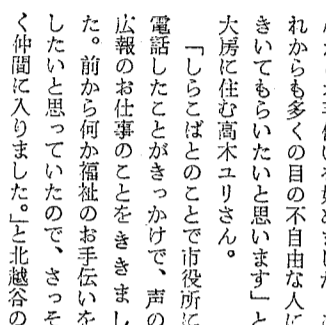 れからも多くの目の不自由な人に
きいてもらいたいと思います」と
大房に住む高木ユリさん。
「しらこばとのことで市役所に
電話したことがきっかけで、声の
広報のお仕事のことをききまし
た。前から何か福祉のお手伝いを
したいと思っていたので、さっそ
く仲間に入りました。」と北越谷の